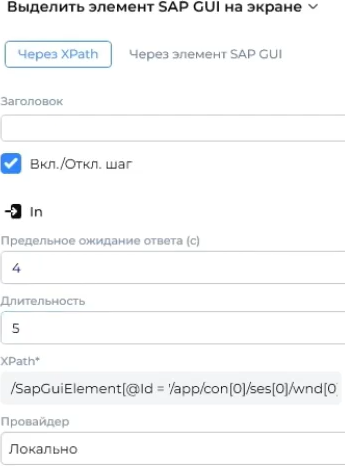 Выделить элемент SAP GUI на экране
Через XPath Через элемент SAP GUI
Заголовок
Вкл./Откл. шаг
In
Предельное ожидание ответа (с)
4
Длительность
5
XPath*
/SapGuiElement[@Id = '/app/con[0]/ses[0]/wnd[0
Провайдер
Локально